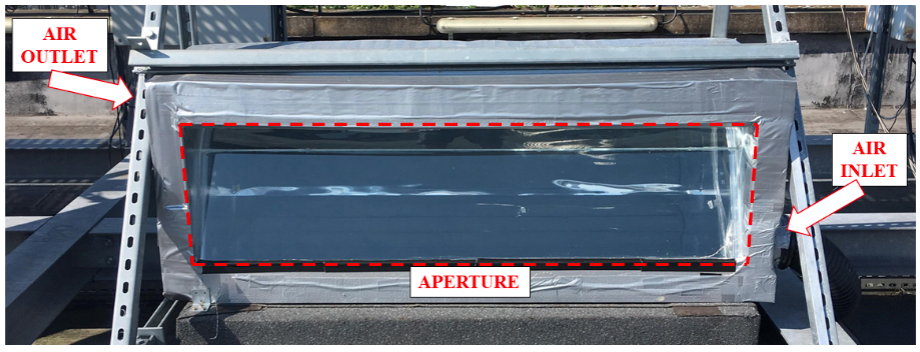 AIR
OUTLET
AIR
INLET
APERTURE